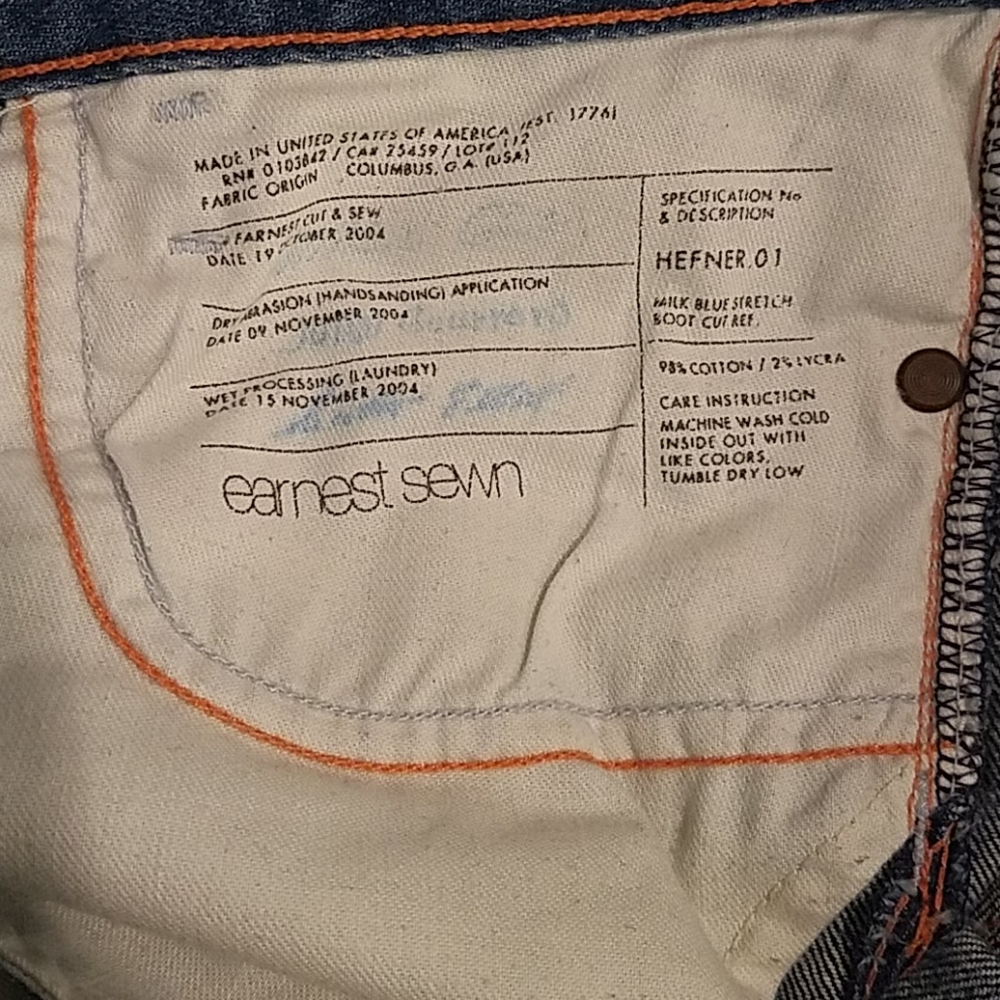 MADE IN UNITED STATES OF AMERICA (EST. 1776)
RN# 0103842 / CA# 25459 / LOT# 112
FABRIC ORIGIN COLUMBUS, G.A. (USA)
EARNEST CUT & SEW
DATE 19 OCTOBER 2004
DRY ABRASION (HANDSANDING) APPLICATION
DATE 09 NOVEMBER 2004
WET PROCESSING (LAUNDRY)
DATE 15 NOVEMBER 2004
earnest sewn
SPECIFICATION No
& DESCRIPTION
HEFNER.01
MILK BLUE STRETCH
BOOT CUT REF.
98% COTTON / 2% LYCRA
CARE INSTRUCTION
MACHINE WASH COLD
INSIDE OUT WITH
LIKE COLORS,
TUMBLE DRY LOW